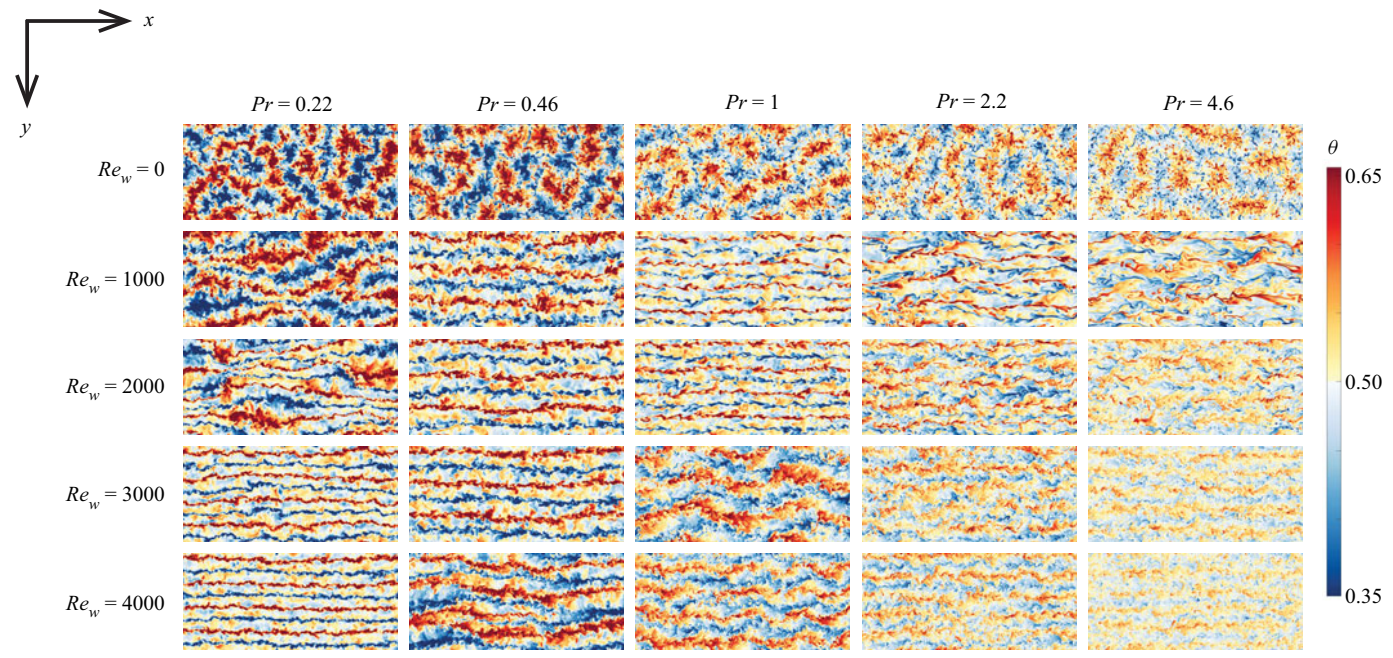 x
y
Pr = 0.22 Pr = 0.46 Pr = 1 Pr = 2.2 Pr = 4.6
Re_w = 0
θ
0.65
Re_w = 1000
Re_w = 2000
0.50
Re_w = 3000
Re_w = 4000
0.35